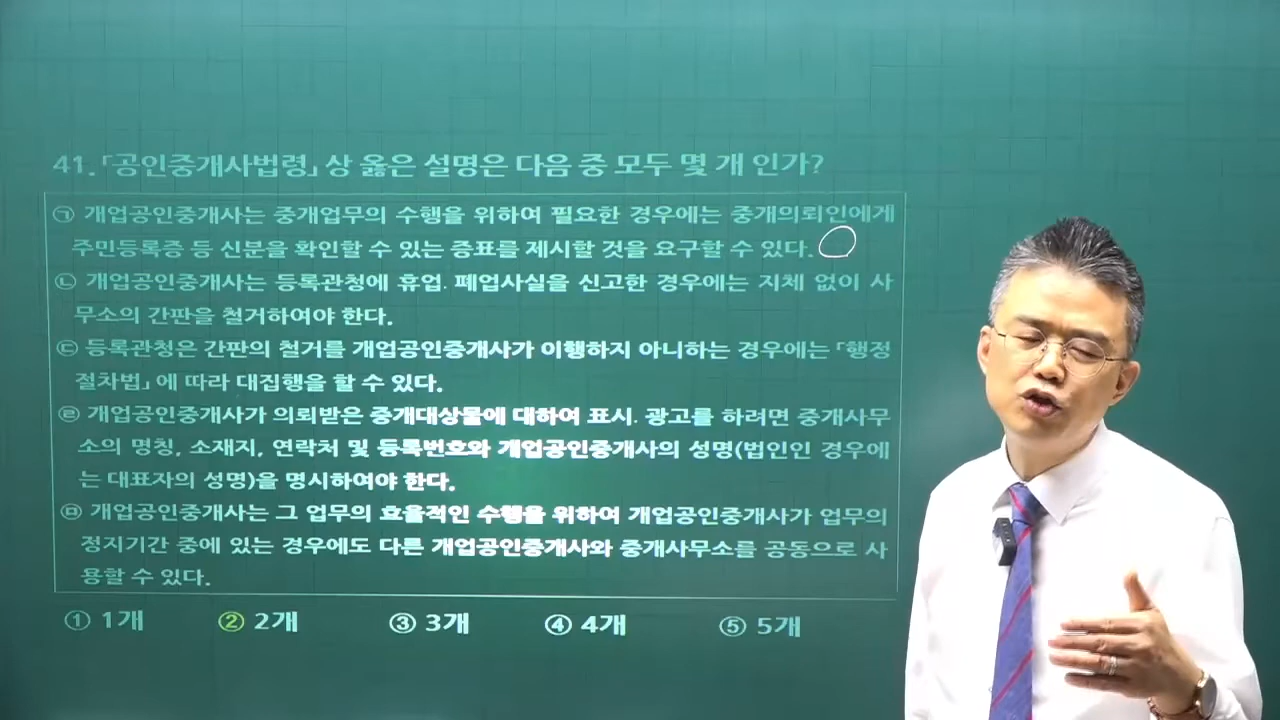 41. 「공인중개사법령」 상 옳은 설명은 다음 중 모두 몇 개 인가?
㉠ 개업공인중개사는 중개업무의 수행을 위하여 필요한 경우에는 중개의뢰인에게
주민등록증 등 신분을 확인할 수 있는 증표를 제시할 것을 요구할 수 있다.
㉡ 개업공인중개사는 등록관청에 휴업·폐업사실을 신고한 경우에는 지체 없이 사
무소의 간판을 철거하여야 한다.
㉢ 등록관청은 간판의 철거를 개업공인중개사가 이행하지 아니하는 경우에는 「행정
절차법」에 따라 대집행을 할 수 있다.
㉣ 개업공인중개사가 의뢰받은 중개대상물에 대하여 표시·광고를 하려면 중개사무
소의 명칭, 소재지, 연락처 및 등록번호와 개업공인중개사의 성명(법인인 경우에
는 대표자의 성명)을 명시하여야 한다.
㉤ 개업공인중개사는 그 업무의 효율적인 수행을 위하여 개업공인중개사가 업무의
정지기간 중에 있는 경우에도 다른 개업공인중개사와 중개사무소를 공동으로 사
용할 수 있다.
① 1개 ② 2개 ③ 3개 ④ 4개 ⑤ 5개